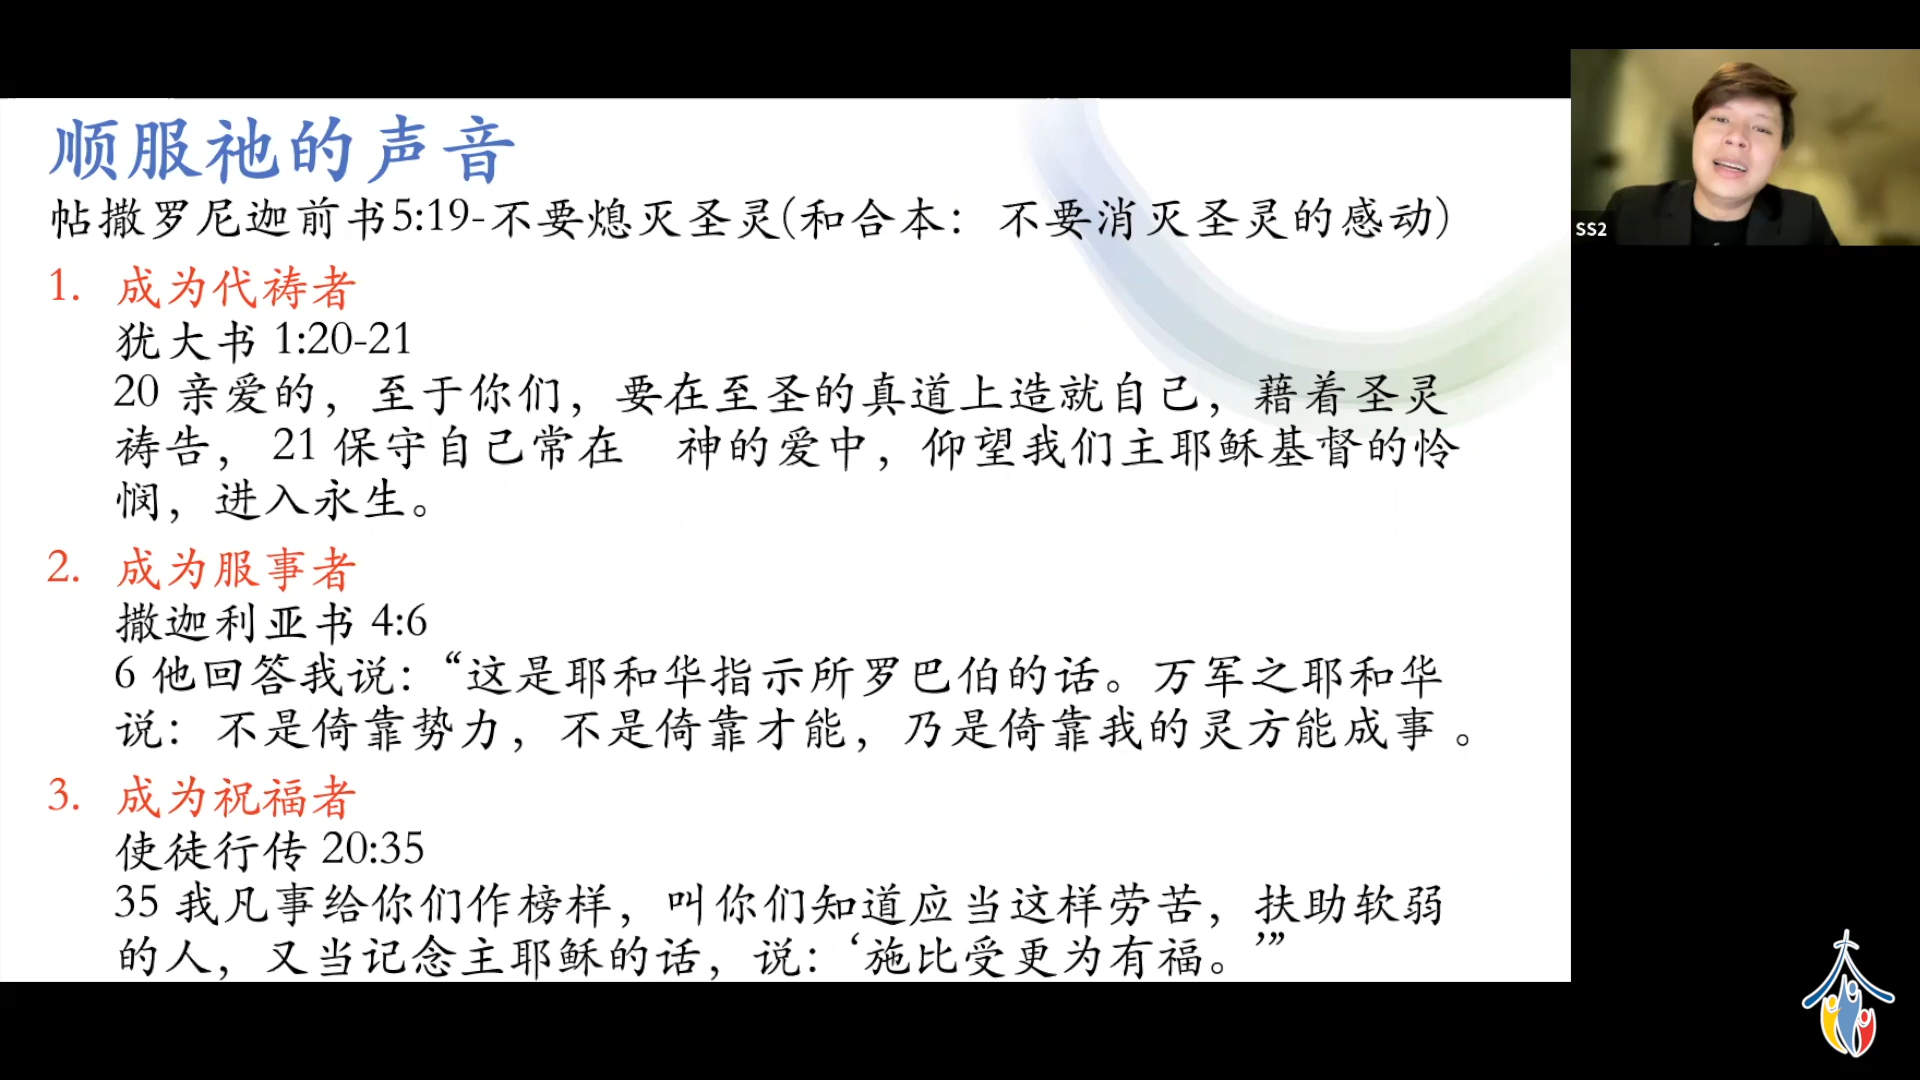 顺服祂的声音
帖撒罗尼迦前书5:19-不要熄灭圣灵(和合本：不要消灭圣灵的感动)
1. 成为代祷者
犹大书 1:20-21
20 亲爱的，至于你们，要在至圣的真道上造就自己，藉着圣灵
祷告， 21 保守自己常在　神的爱中，仰望我们主耶稣基督的怜
悯，进入永生。
2. 成为服事者
撒迦利亚书 4:6
6 他回答我说：“这是耶和华指示所罗巴伯的话。万军之耶和华
说：不是倚靠势力，不是倚靠才能，乃是倚靠我的灵方能成事 。
3. 成为祝福者
使徒行传 20:35
35 我凡事给你们作榜样，叫你们知道应当这样劳苦，扶助软弱
的人，又当记念主耶稣的话，说：‘施比受更为有福。’”
SS2